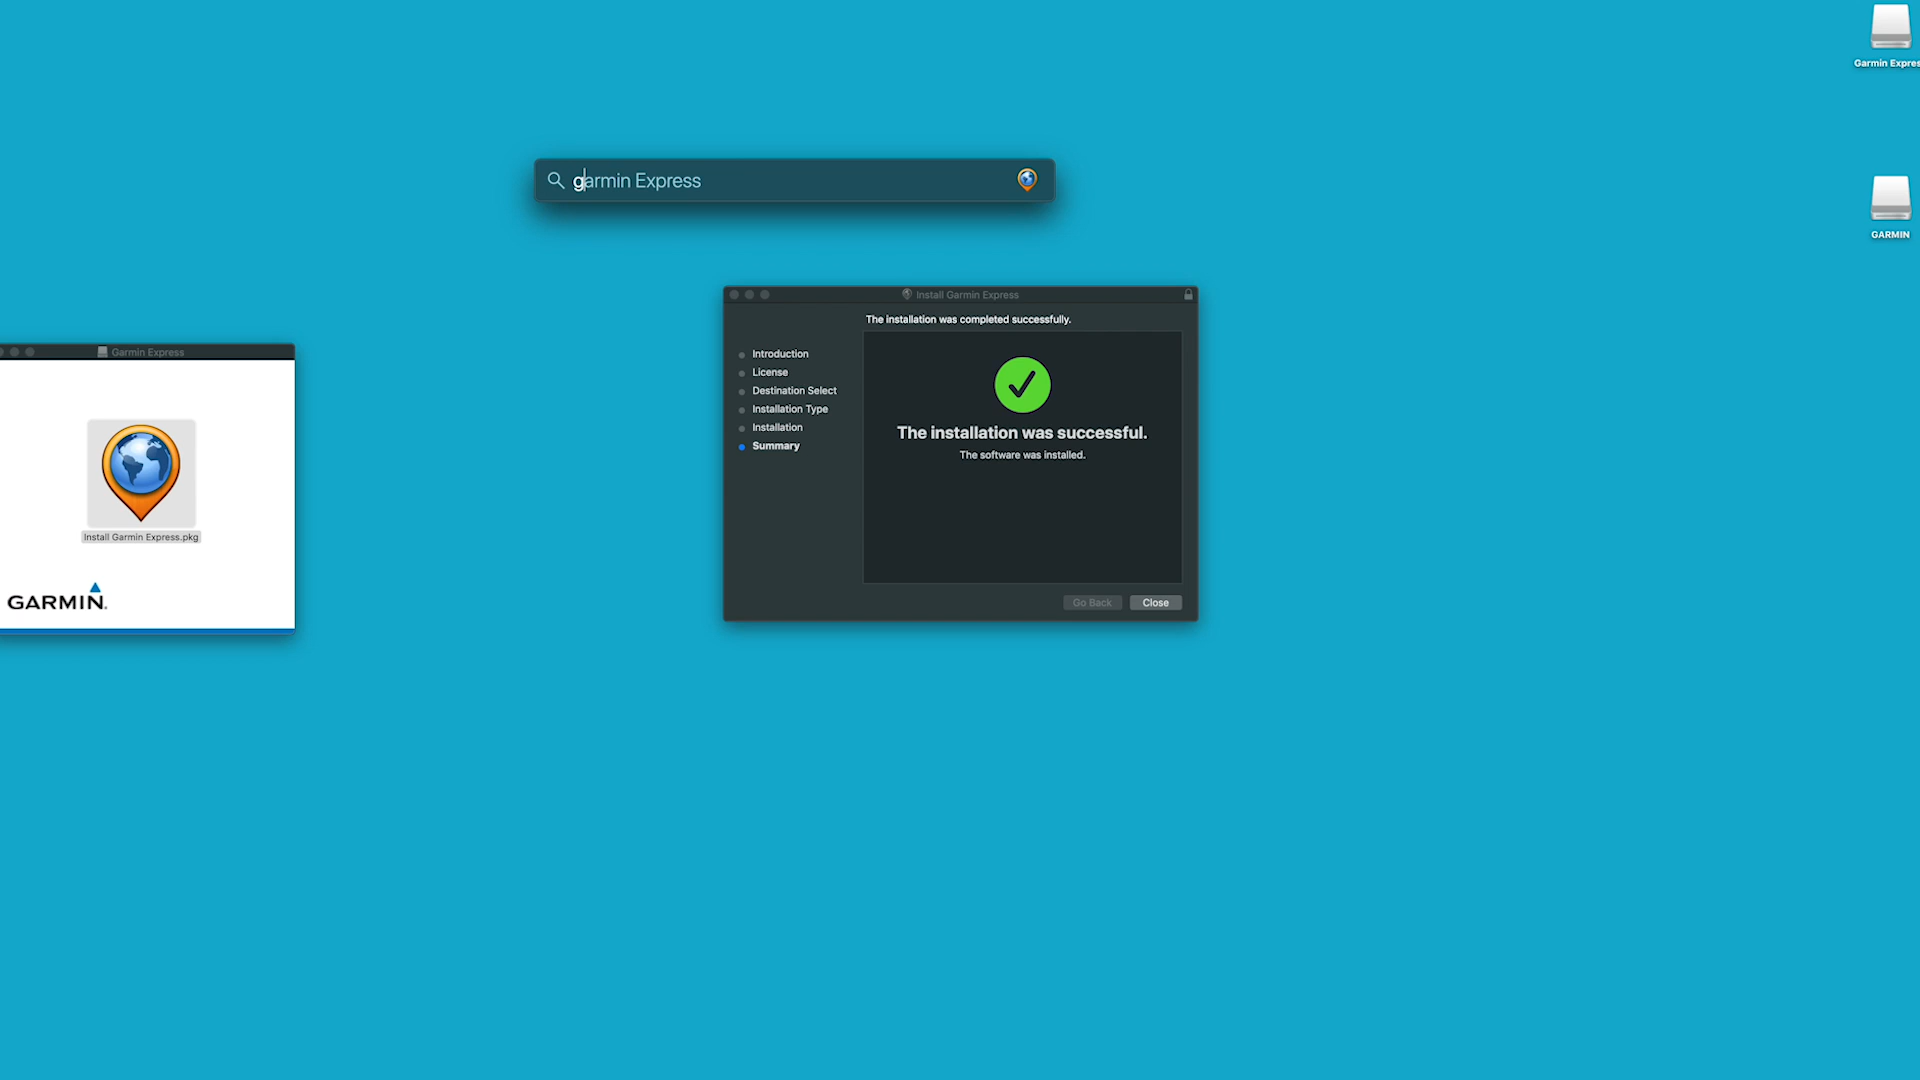 Garmin Expres
garmin Express
GARMIN
Install Garmin Express
The installation was completed successfully.
Introduction
License
Destination Select
Installation Type
Installation
Summary
The installation was successful.
The software was installed.
Go Back
Close
Garmin Express
Install Garmin Express.pkg
GARMIN.